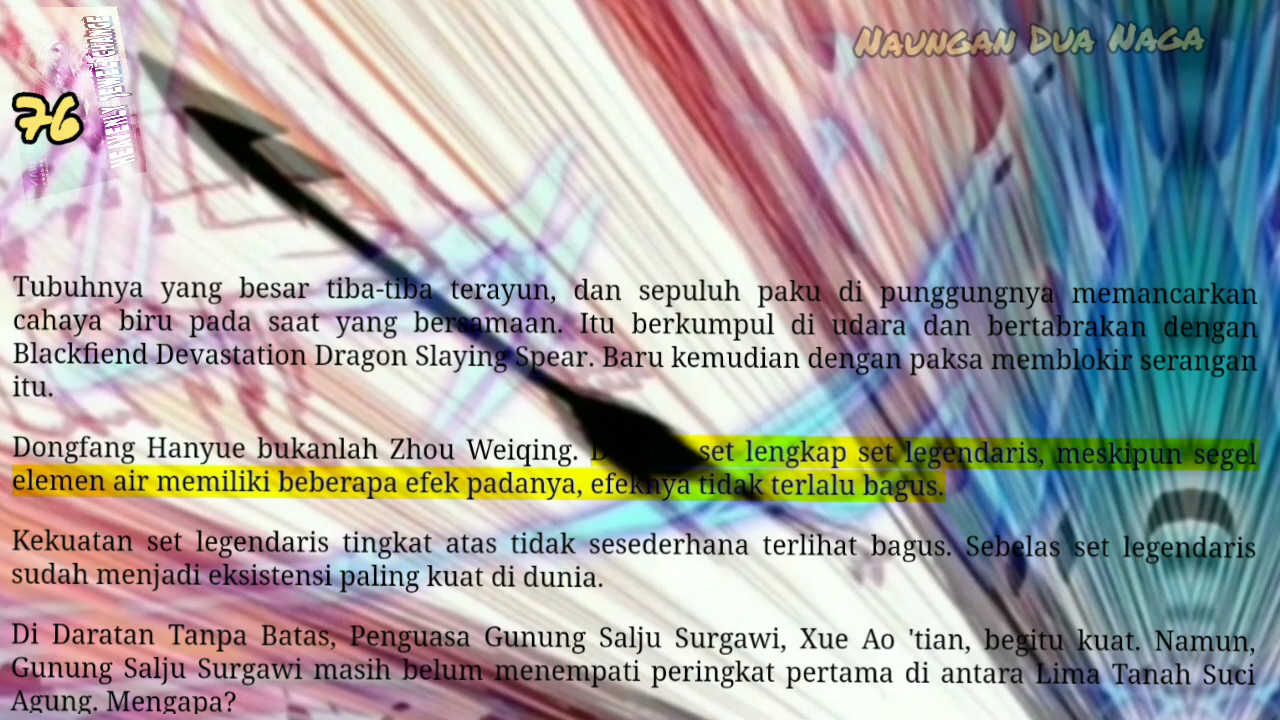 Naungan Dua Naga
76
HEAVENLY JEWEL CHANGE
Tubuhnya yang besar tiba-tiba terayun, dan sepuluh paku di punggungnya memancarkan
cahaya biru pada saat yang bersamaan. Itu berkumpul di udara dan bertabrakan dengan
Blackfiend Devastation Dragon Slaying Spear. Baru kemudian dengan paksa memblokir serangan
itu.
Dongfang Hanyue bukanlah Zhou Weiqing. set lengkap set legendaris, meskipun segel
elemen air memiliki beberapa efek padanya, efeknya tidak terlalu bagus.
Kekuatan set legendaris tingkat atas tidak sesederhana terlihat bagus. Sebelas set legendaris
sudah menjadi eksistensi paling kuat di dunia.
Di Daratan Tanpa Batas, Penguasa Gunung Salju Surgawi, Xue Ao 'tian, begitu kuat. Namun,
Gunung Salju Surgawi masih belum menempati peringkat pertama di antara Lima Tanah Suci
Agung. Mengapa?